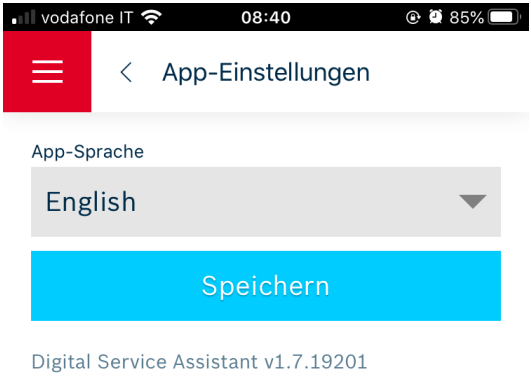 vodafone IT 08:40 85%
App-Einstellungen
App-Sprache
English
Speichern
Digital Service Assistant v1.7.19201